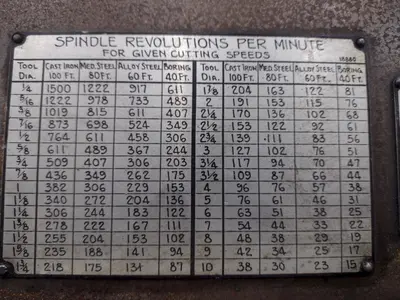 SPINDLE REVOLUTIONS PER MINUTE
FOR GIVEN CUTTING SPEEDS
TOOL CAST IRON MED. STEEL ALLOY STEEL BORING TOOL CAST IRON MED. STEEL ALLOY STEEL BORING
DIA. 100 FT. 80 FT. 60 FT. 40 FT. DIA. 100 FT. 80 FT. 60 FT. 40 FT.
1/4 1500 1222 917 611 1 7/8 204 163 122 81
5/16 1222 978 733 489 2 191 153 115 76
3/8 1019 815 611 407 2 1/4 170 136 102 68
7/16 873 698 524 349 2 1/2 153 122 92 61
1/2 764 611 458 306 2 3/4 139 111 83 56
5/8 611 489 367 244 3 127 102 76 51
3/4 509 407 306 203 3 1/4 117 94 70 47
7/8 436 349 262 175 3 1/2 109 87 66 44
1 382 306 229 153 4 96 76 57 38
1 1/8 340 272 204 136 5 76 61 46 31
1 1/4 306 244 183 122 6 63 51 38 25
1 3/8 278 222 167 111 7 54 44 33 22
1 1/2 255 204 153 102 8 48 38 29 19
1 5/8 235 188 141 94 9 42 34 25 17
1 3/4 218 175 131 87 10 38 30 23 15